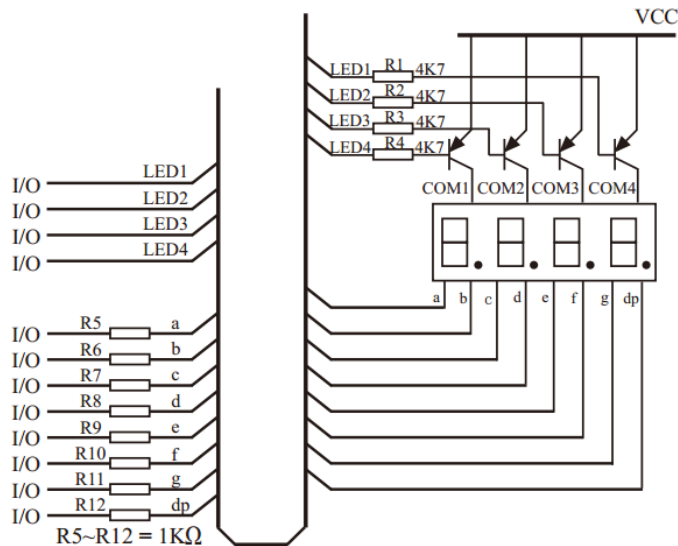 VCC
LED1 R1 4K7
LED2 R2 4K7
LED3 R3 4K7
LED4 R4 4K7
COM1 COM2 COM3 COM4
I/O LED1
I/O LED2
I/O LED3
I/O LED4
a b c d e f g dp
I/O R5 a
I/O R6 b
I/O R7 c
I/O R8 d
I/O R9 e
I/O R10 f
I/O R11 g
I/O R12 dp
R5~R12 = 1KΩ